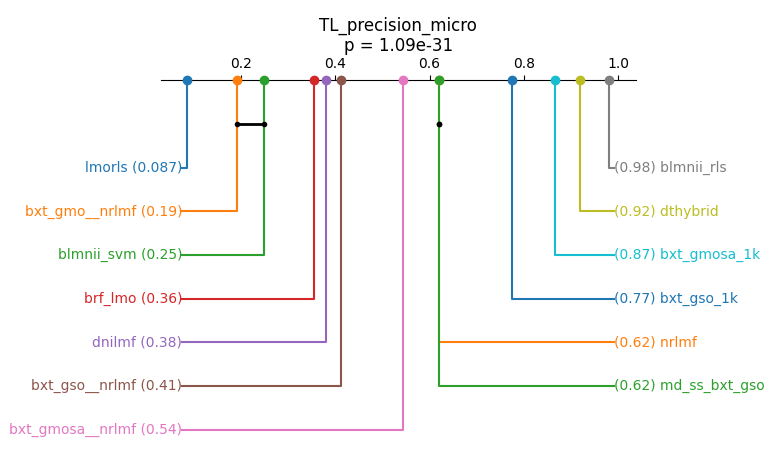 TL_precision_micro
p = 1.09e-31
0.2 0.4 0.6 0.8 1.0
lmorls (0.087)
(0.98) blmnii_rls
bxt_gmo__nrlmf (0.19)
(0.92) dthybrid
blmnii_svm (0.25)
(0.87) bxt_gmosa_1k
brf_lmo (0.36)
(0.77) bxt_gso_1k
dnilmf (0.38)
(0.62) nrlmf
bxt_gso__nrlmf (0.41)
(0.62) md_ss_bxt_gso
bxt_gmosa__nrlmf (0.54)